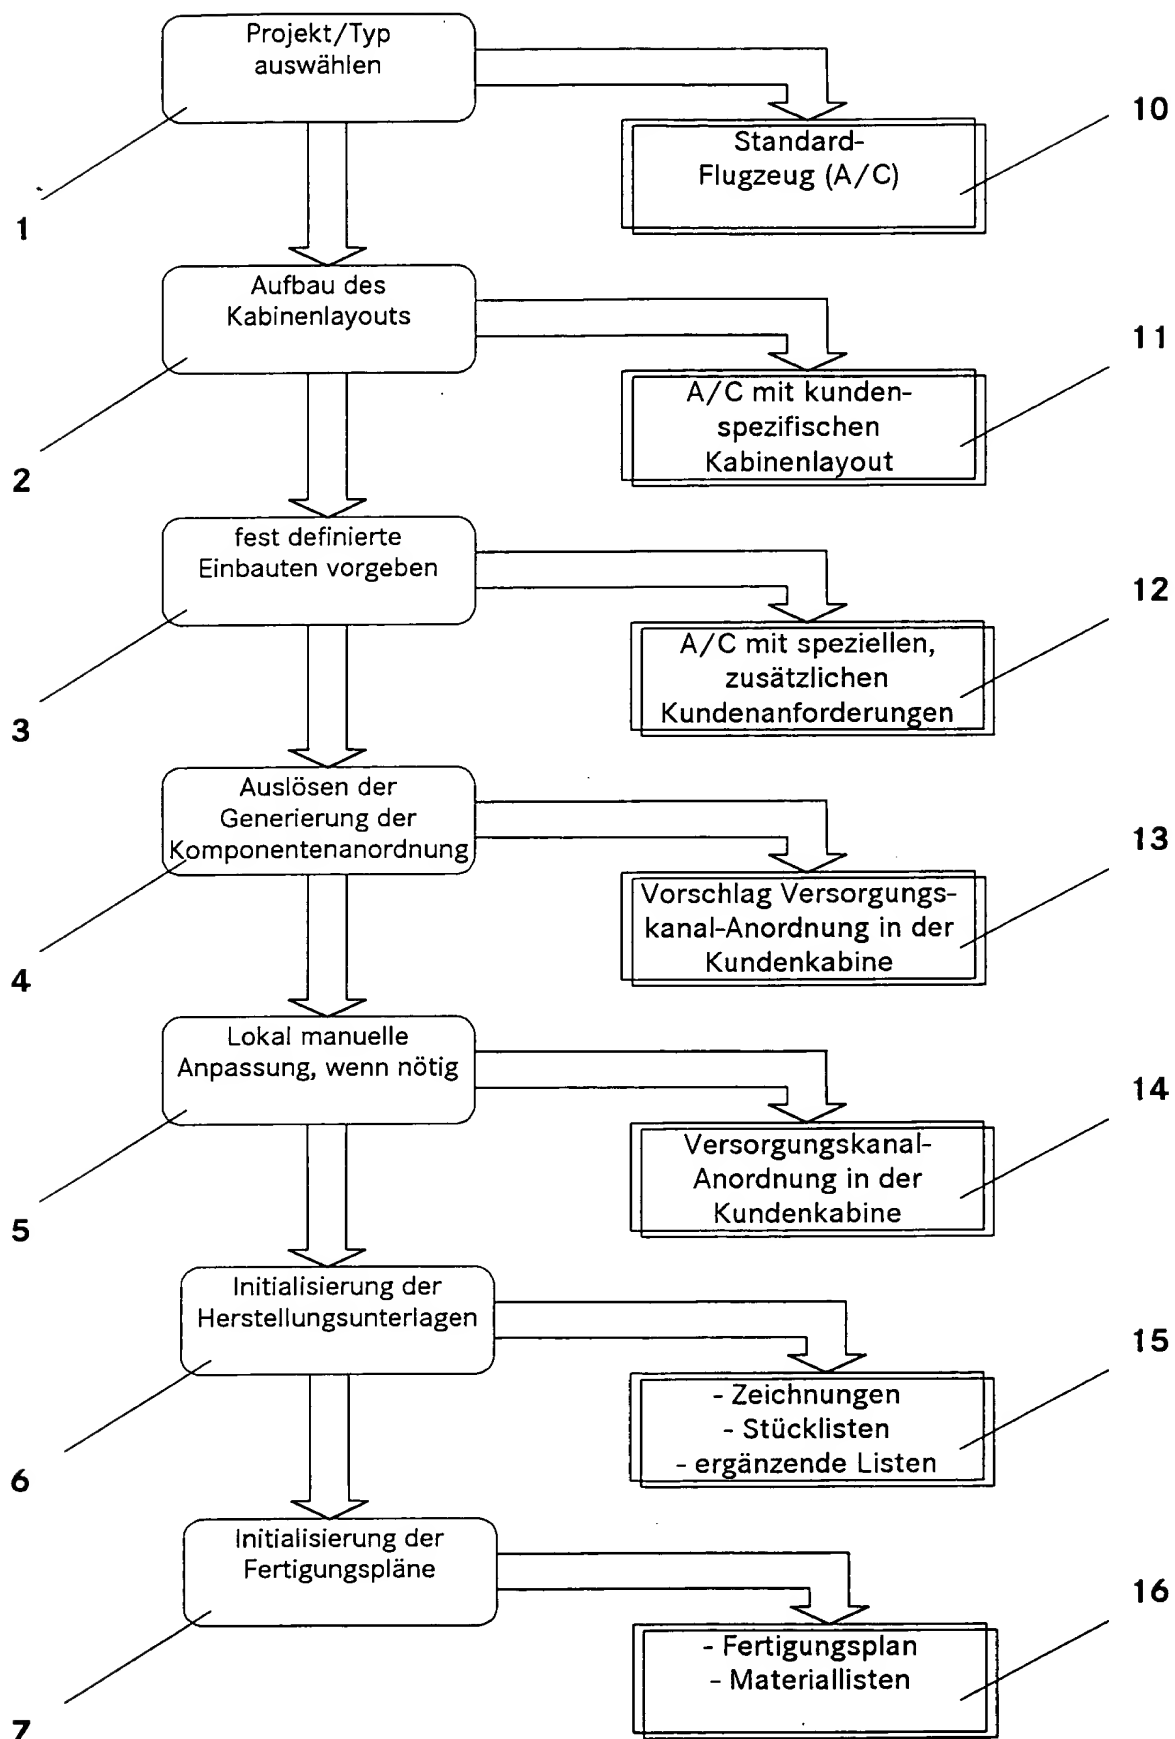 Projekt/Typ
auswählen
10
Standard-
Flugzeug (A/C)
1
Aufbau des
Kabinenlayouts
11
A/C mit kunden-
spezifischen
Kabinenlayout
2
fest definierte
Einbauten vorgeben
12
A/C mit speziellen,
zusätzlichen
Kundenanforderungen
3
Auslösen der
Generierung der
Komponentenanordnung
13
Vorschlag Versorgungs-
kanal-Anordnung in der
Kundenkabine
4
Lokal manuelle
Anpassung, wenn nötig
14
Versorgungskanal-
Anordnung in der
Kundenkabine
5
Initialisierung der
Herstellungsunterlagen
15
- Zeichnungen
- Stücklisten
- ergänzende Listen
6
Initialisierung der
Fertigungspläne
16
- Fertigungsplan
- Materiallisten
7